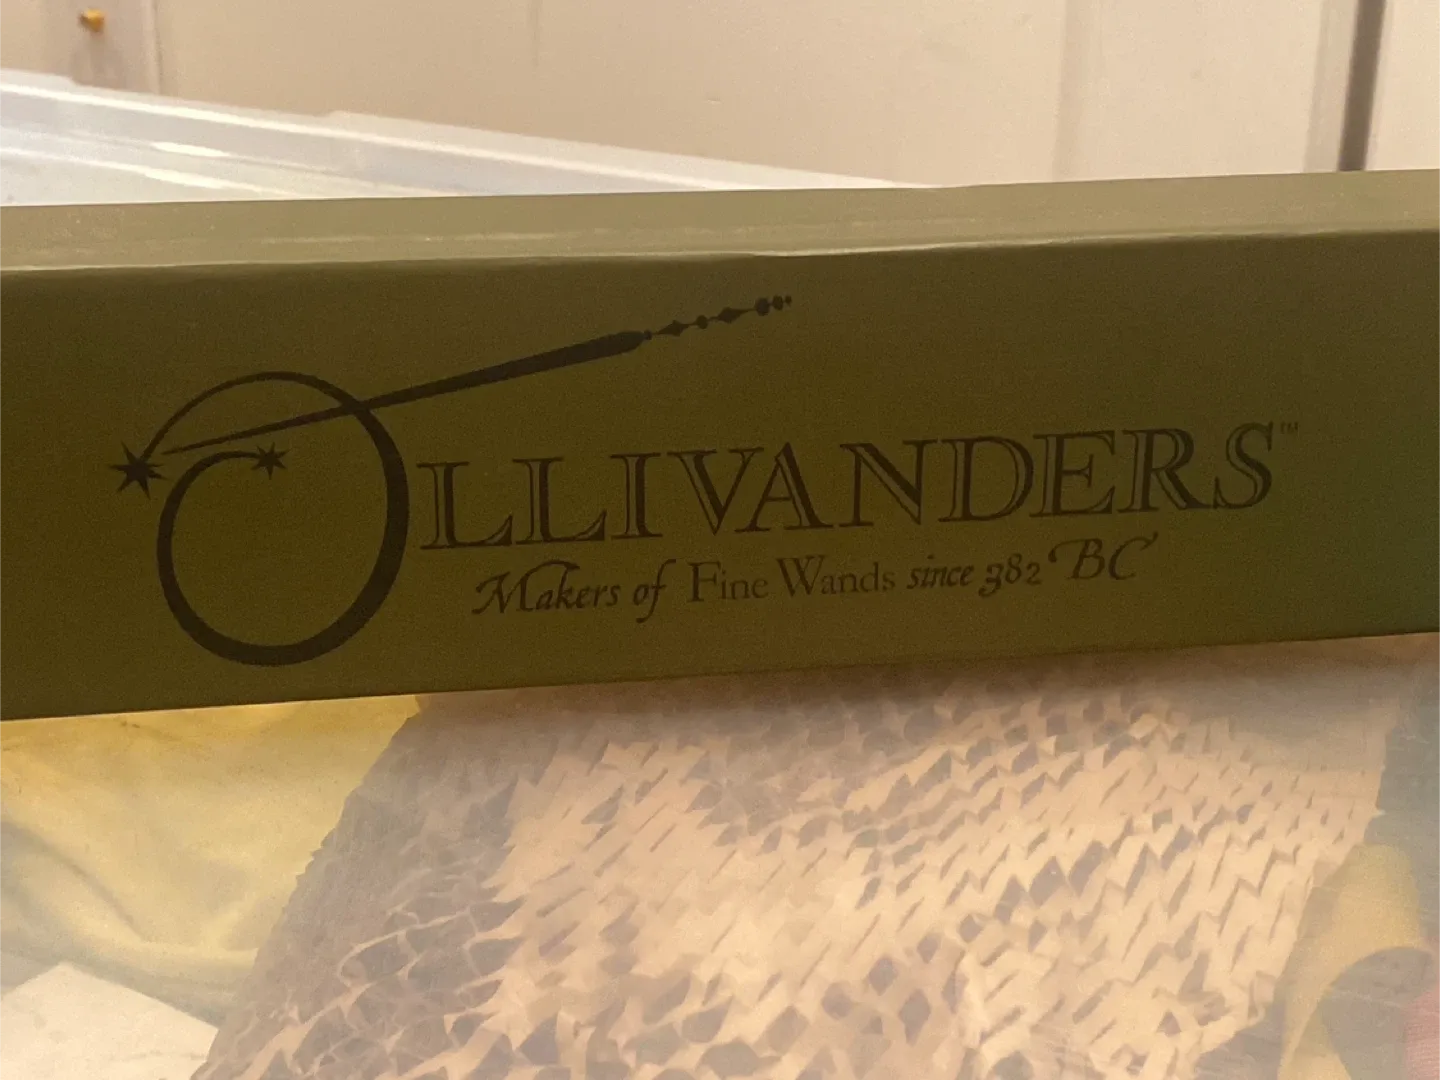 OLLIVANDERS™
Makers of Fine Wands since 382 BC